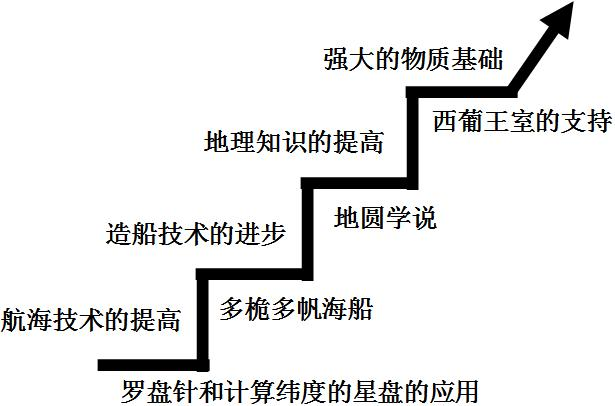 强大的物质基础
西葡王室的支持
地理知识的提高
地圆学说
造船技术的进步
多桅多帆海船
航海技术的提高
罗盘针和计算纬度的星盘的应用